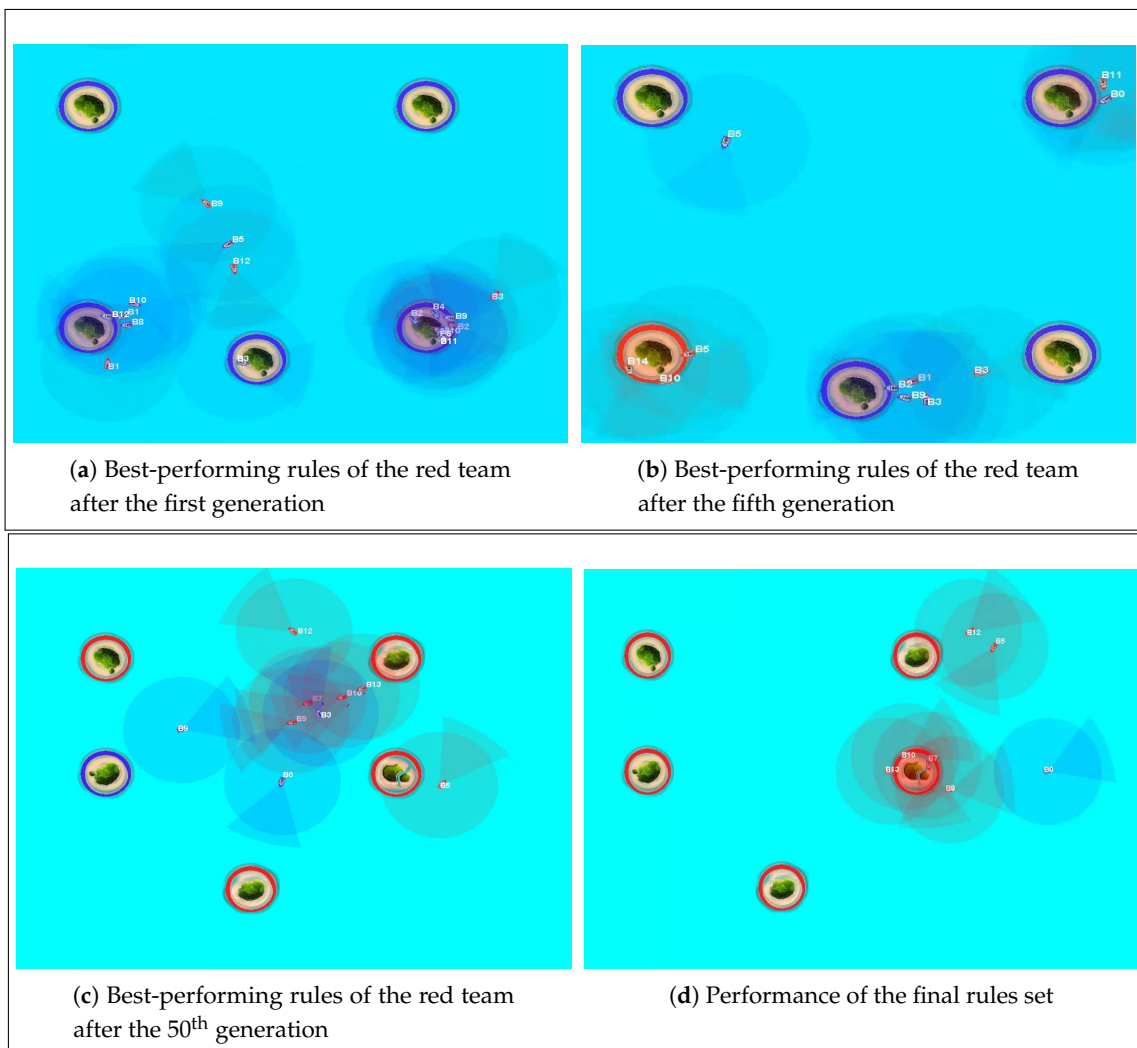 B9
B5
B12
B10
B1
B12
B8
B1
B3
B3
B4
B2
B9
B2
B11
B11
B0
B5
B5
B14
B10
B1
B2
B9
B3
B3
(a) Best-performing rules of the red team
after the first generation
(b) Best-performing rules of the red team
after the fifth generation
B12
B13
B7
B10
B3
B9
B9
B0
B5
B12
B5
B10
B7
B13
B9
B0
(c) Best-performing rules of the red team
after the 50th generation
(d) Performance of the final rules set